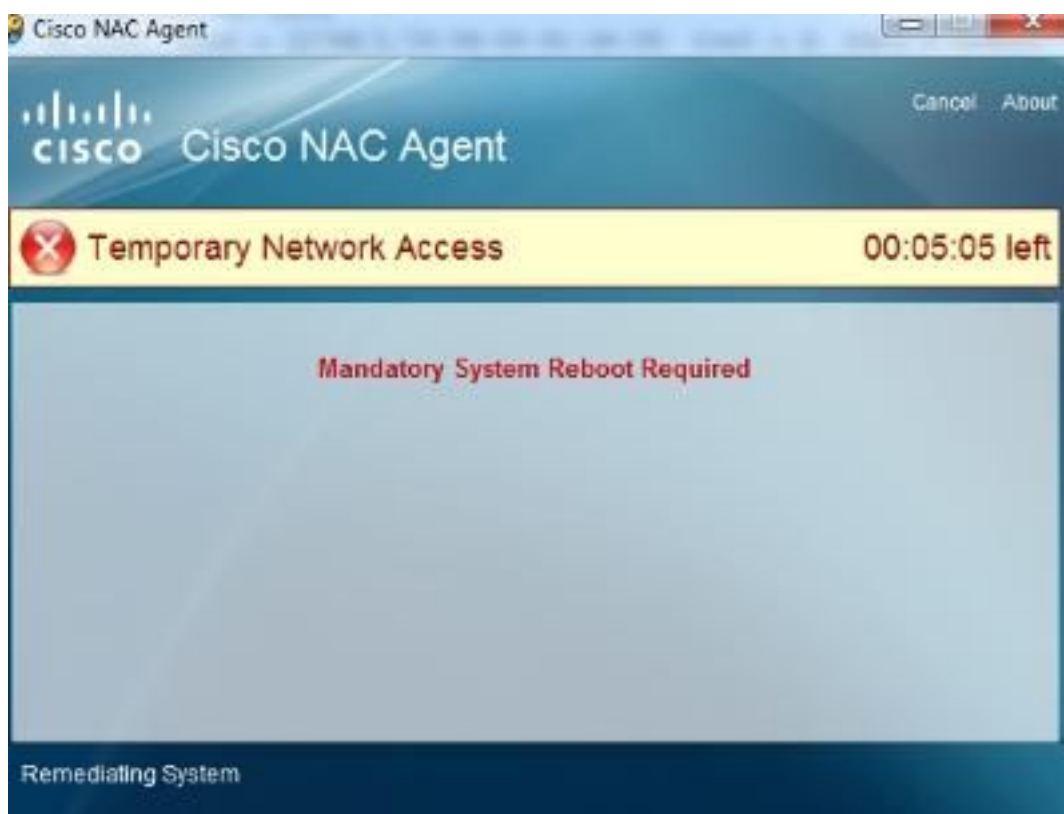 Cisco NAC Agent
Cancel About
CISCO Cisco NAC Agent
Temporary Network Access 00:05:05 left
Mandatory System Reboot Required
Remediating System